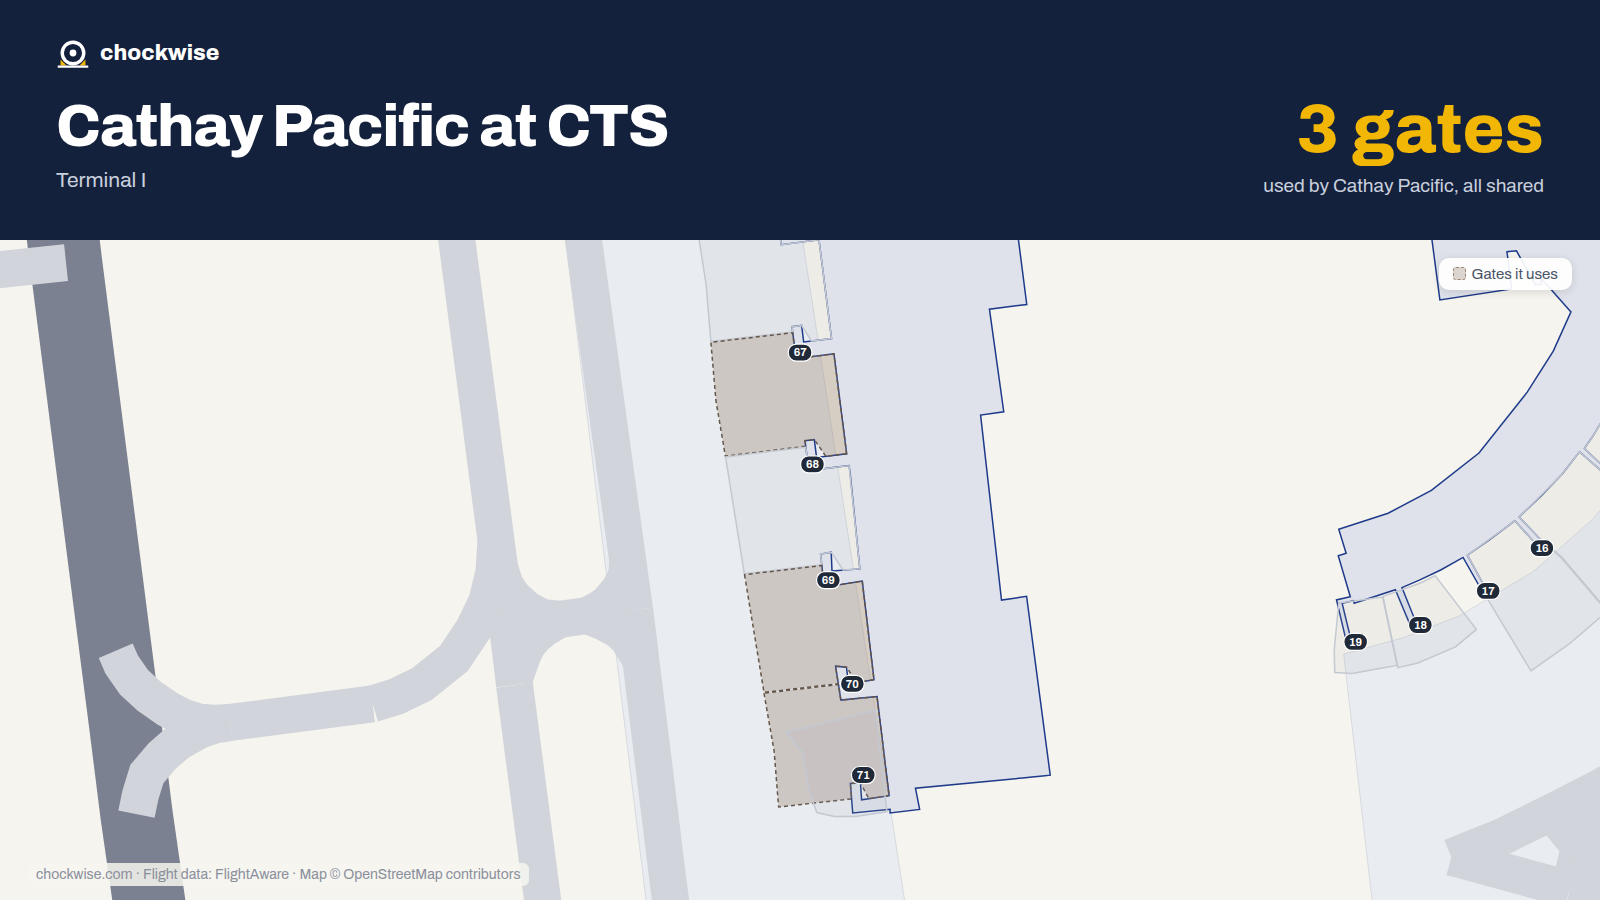 chockwise
Cathay Pacific at CTS
Terminal I
3 gates
used by Cathay Pacific, all shared
Gates it uses
67
68
69
70
71
16
17
18
19
chockwise.com · Flight data: FlightAware · Map © OpenStreetMap contributors